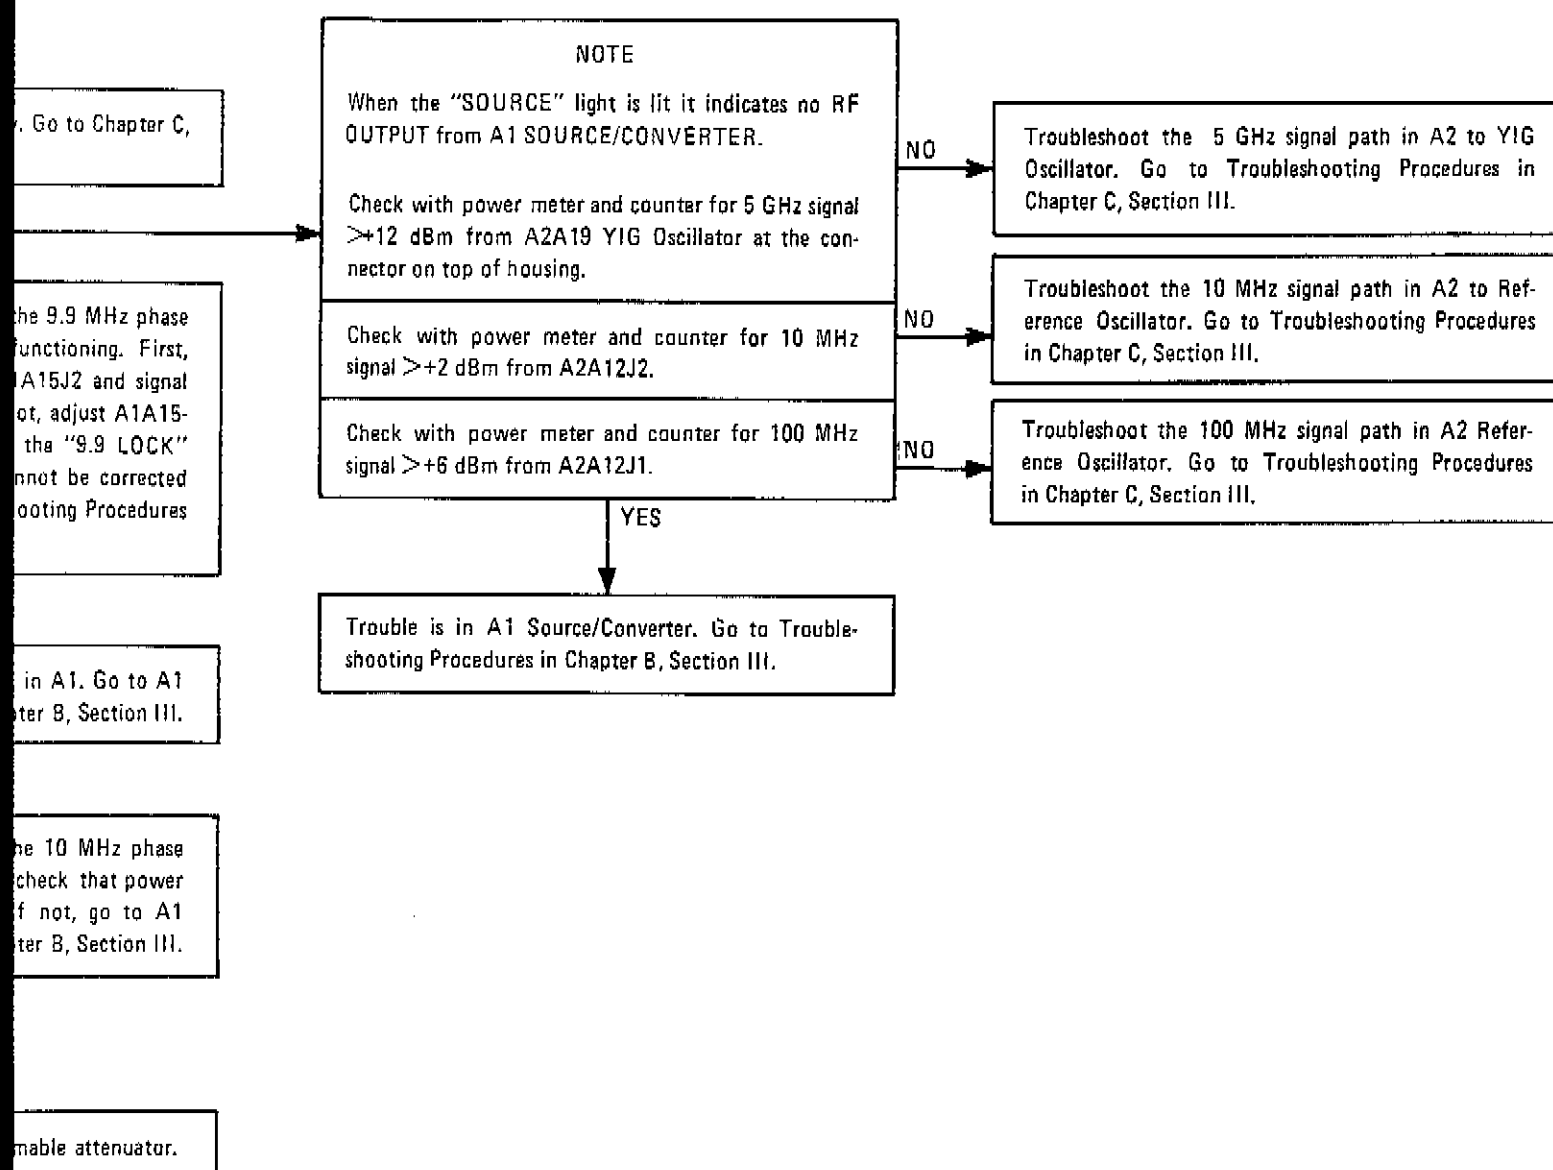 . Go to Chapter C,
the 9.9 MHz phase
functioning. First,
1A15J2 and signal
ot, adjust A1A15-
the "9.9 LOCK"
nnot be corrected
ooting Procedures
in A1. Go to A1
ter B, Section III.
he 10 MHz phase
check that power
f not, go to A1
ter B, Section III.
mable attenuator.
NOTE
When the "SOURCE" light is lit it indicates no RF
OUTPUT from A1 SOURCE/CONVERTER.
Check with power meter and counter for 5 GHz signal
>+12 dBm from A2A19 YIG Oscillator at the con-
nector on top of housing.
Check with power meter and counter for 10 MHz
signal >+2 dBm from A2A12J2.
Check with power meter and counter for 100 MHz
signal >+6 dBm from A2A12J1.
YES
Trouble is in A1 Source/Converter. Go to Trouble-
shooting Procedures in Chapter B, Section III.
NO
Troubleshoot the 5 GHz signal path in A2 to YIG
Oscillator. Go to Troubleshooting Procedures in
Chapter C, Section III.
NO
Troubleshoot the 10 MHz signal path in A2 to Ref-
erence Oscillator. Go to Troubleshooting Procedures
in Chapter C, Section III.
NO
Troubleshoot the 100 MHz signal path in A2 Refer-
ence Oscillator. Go to Troubleshooting Procedures
in Chapter C, Section III.